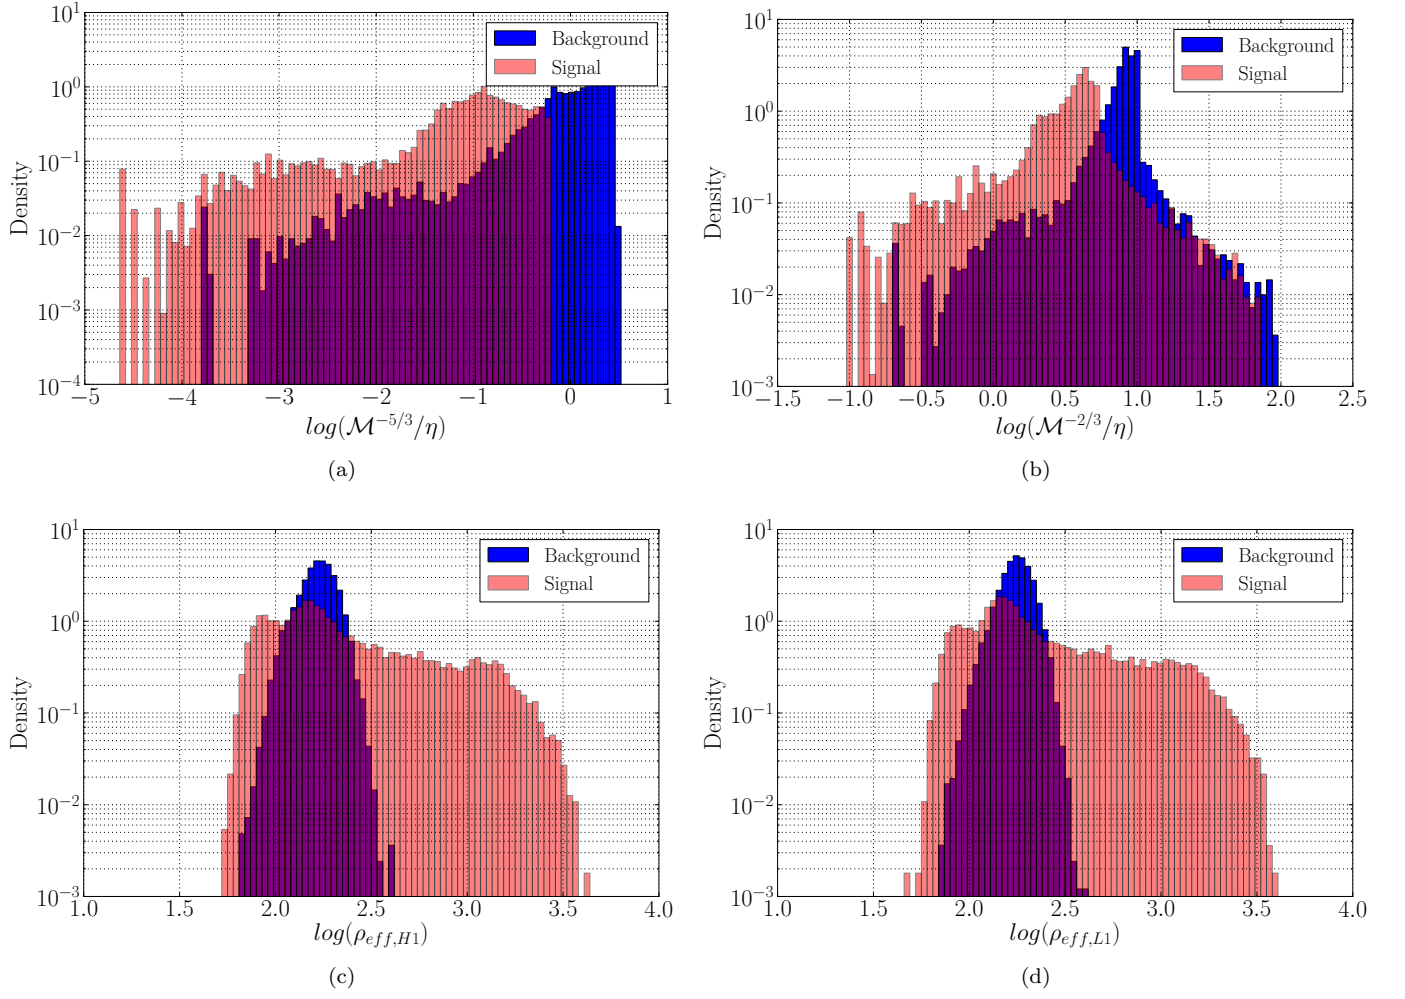 10^1
10^0
10^-1
10^-2
10^-3
10^-4
Density
Background
Signal
−5 −4 −3 −2 −1 0 1
log(ℳ^{−5/3}/η)
(a)
10^1
10^0
10^-1
10^-2
10^-3
Density
Background
Signal
−1.5 −1.0 −0.5 0.0 0.5 1.0 1.5 2.0 2.5
log(ℳ^{−2/3}/η)
(b)
10^1
10^0
10^-1
10^-2
10^-3
Density
Background
Signal
1.0 1.5 2.0 2.5 3.0 3.5 4.0
log(ρ_{eff,H1})
(c)
10^1
10^0
10^-1
10^-2
10^-3
Density
Background
Signal
1.0 1.5 2.0 2.5 3.0 3.5 4.0
log(ρ_{eff,L1})
(d)